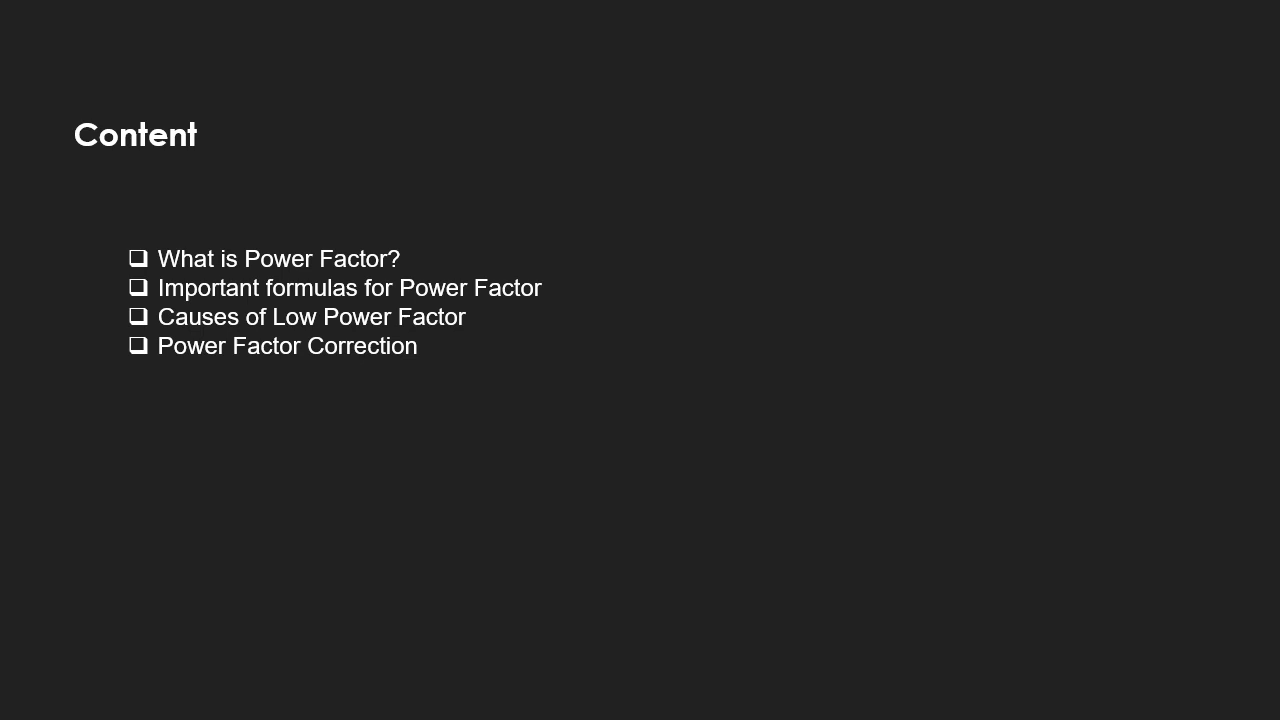 Content
❑ What is Power Factor?
❑ Important formulas for Power Factor
❑ Causes of Low Power Factor
❑ Power Factor Correction